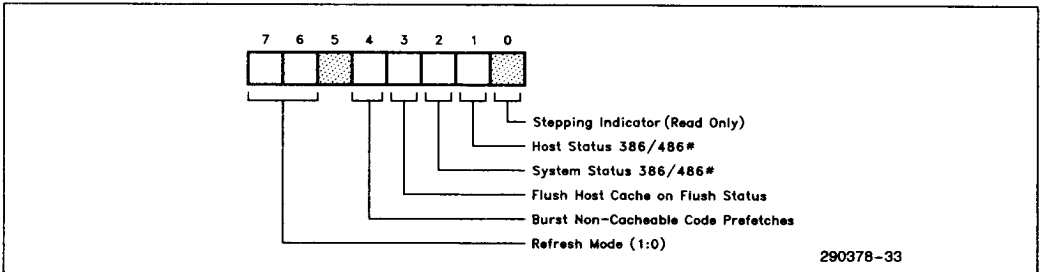 7 6 5 4 3 2 1 0
Stepping Indicator (Read Only)
Host Status 386/486#
System Status 386/486#
Flush Host Cache on Flush Status
Burst Non-Cacheable Code Prefetches
Refresh Mode (1:0)
290378-33